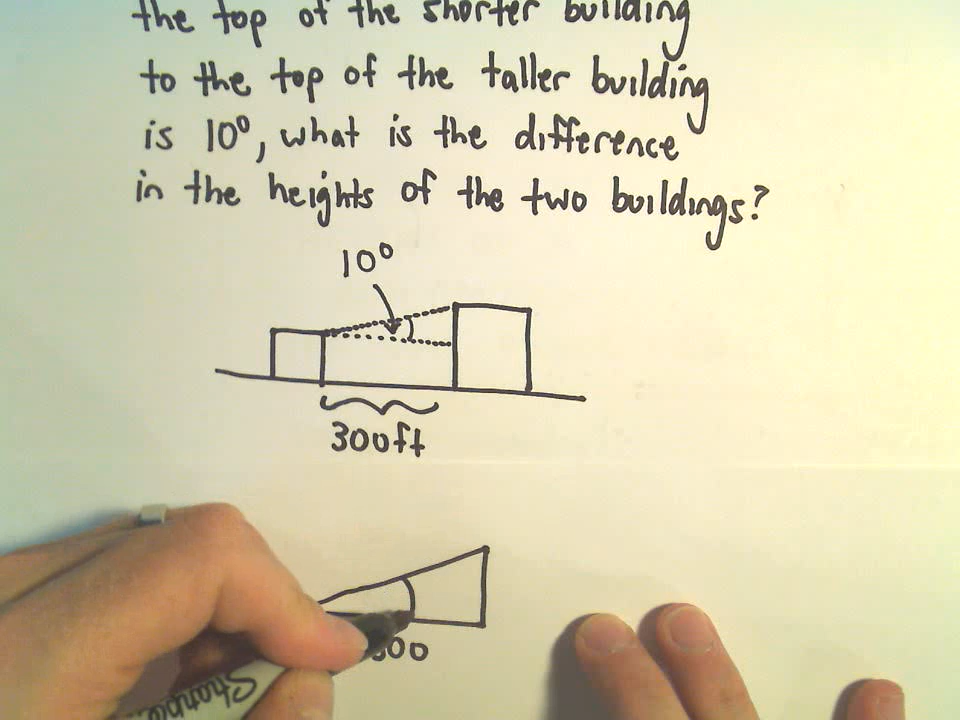 the top of the shorter building
to the top of the taller building
is 10°, what is the difference
in the heights of the two buildings?
10°
300ft
300
Sharpie